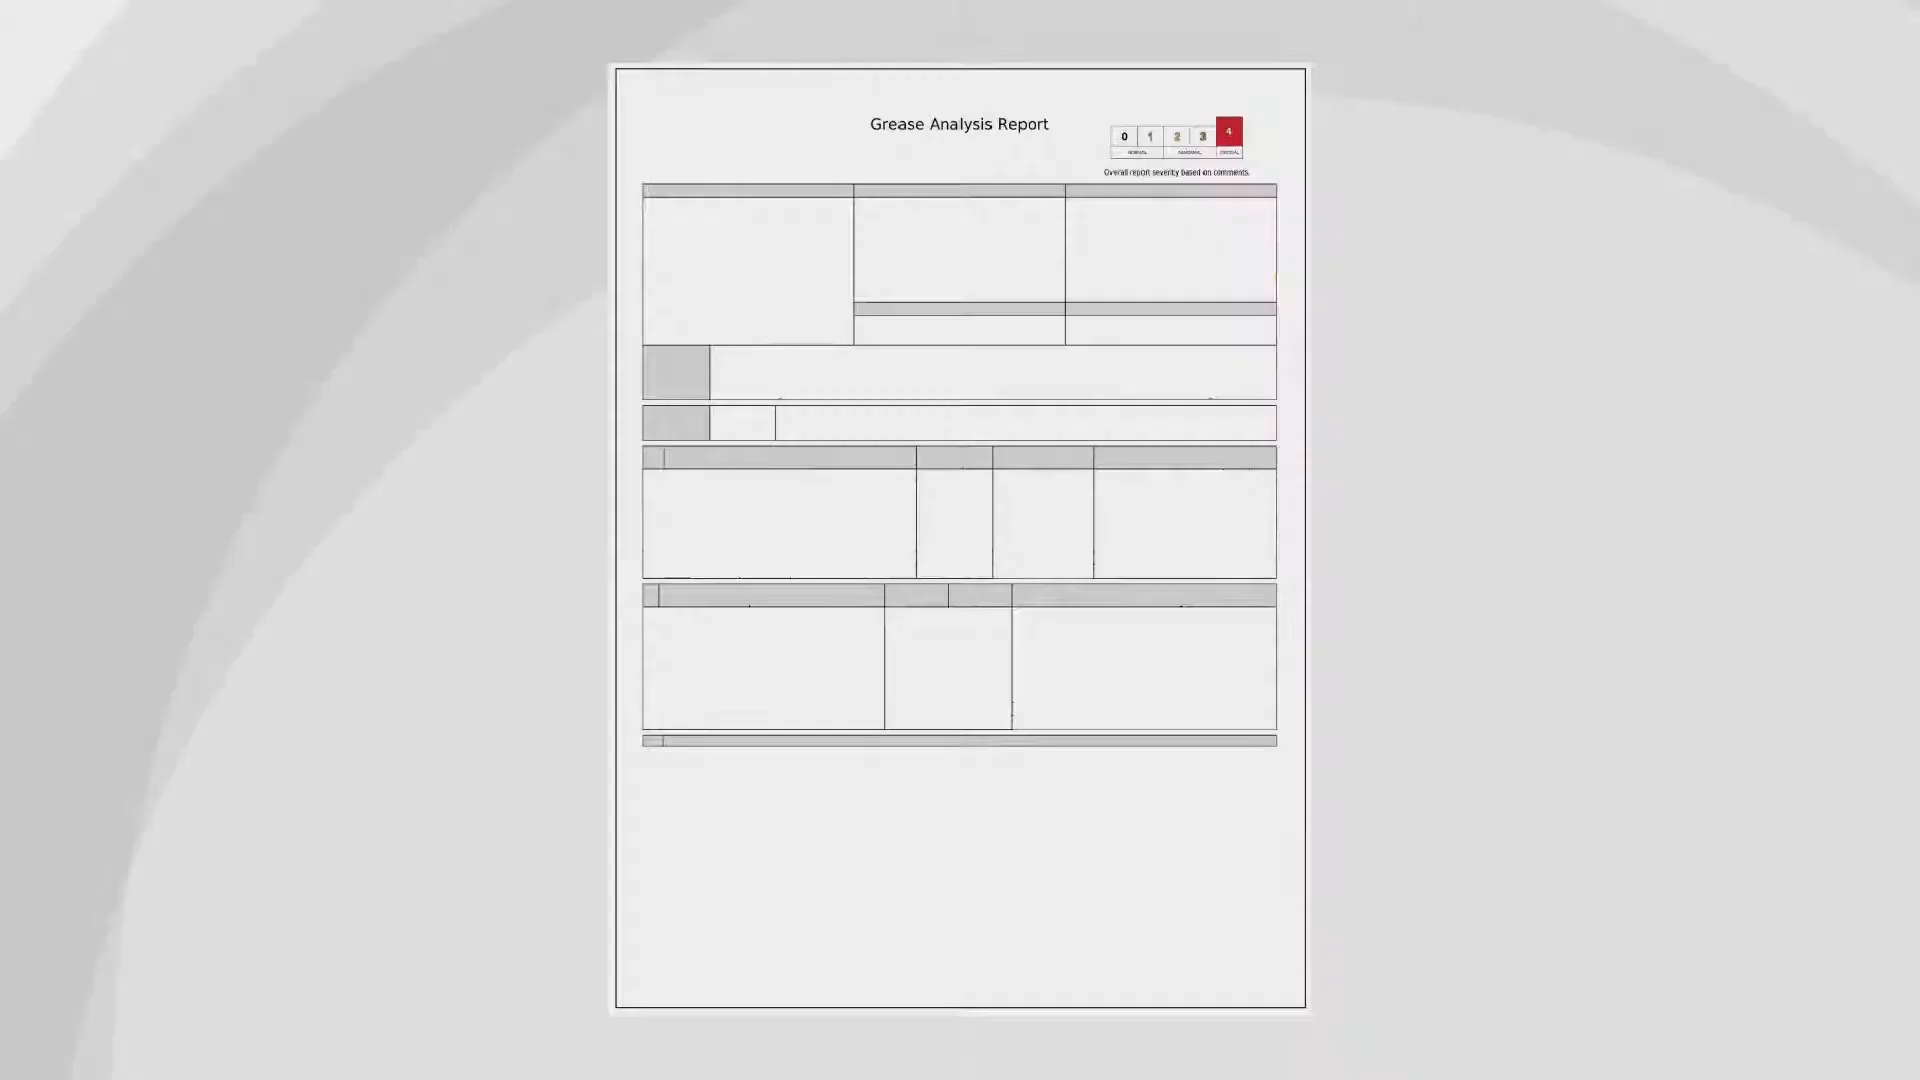 Grease Analysis Report
0 1 2 3 4
NORMAL ABNORMAL CRITICAL
Overall report severity based on comments.